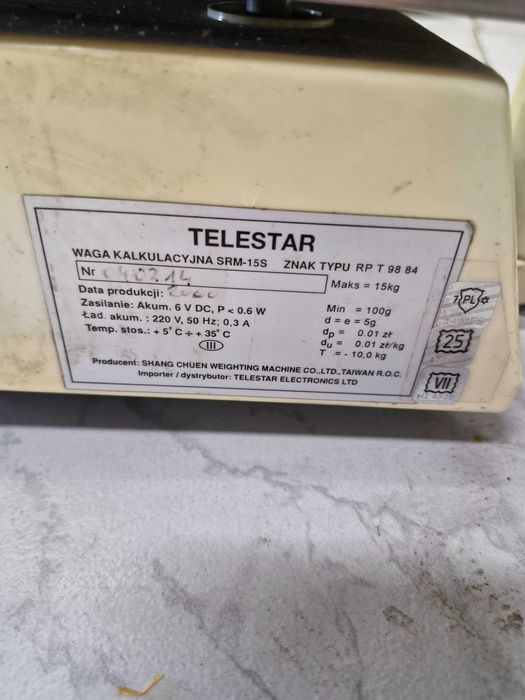 TELESTAR
WAGA KALKULACYJNA SRM-15S ZNAK TYPU RP T 98 84
Nr 040214 Maks = 15kg
Data produkcji: Min = 100g
Zasilanie: Akum. 6 V DC, P < 0.6 W d = e = 5g
Ład. akum. : 220 V, 50 Hz; 0,3 A dp = 0.01 zł
Temp. stos.: + 5°C ÷ + 35°C du = 0.01 zł/kg
III T = - 10,0 kg
Producent: SHANG CHUEN WEIGHTING MACHINE CO.,LTD.,TAIWAN R.O.C.
Importer / dystrybutor: TELESTAR ELECTRONICS LTD
PL
25
VII